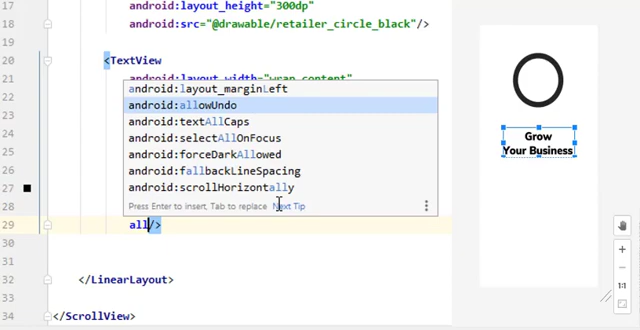 17 android:layout_height="300dp"
18 android:src="@drawable/retailer_circle_black"/>
19
20 <TextView
21 android:layout_width="wrap_content"
android:layout_marginLeft
android:allowUndo
android:textAllCaps
android:selectAllOnFocus
android:forceDarkAllowed
android:fallbackLineSpacing
android:scrollHorizontally
Press Enter to insert, Tab to replace Next Tip
22
23
24
25
26
27
28
29 all/>
30
31
32 </LinearLayout>
33
34 </ScrollView>
Grow
Your Business
1:1